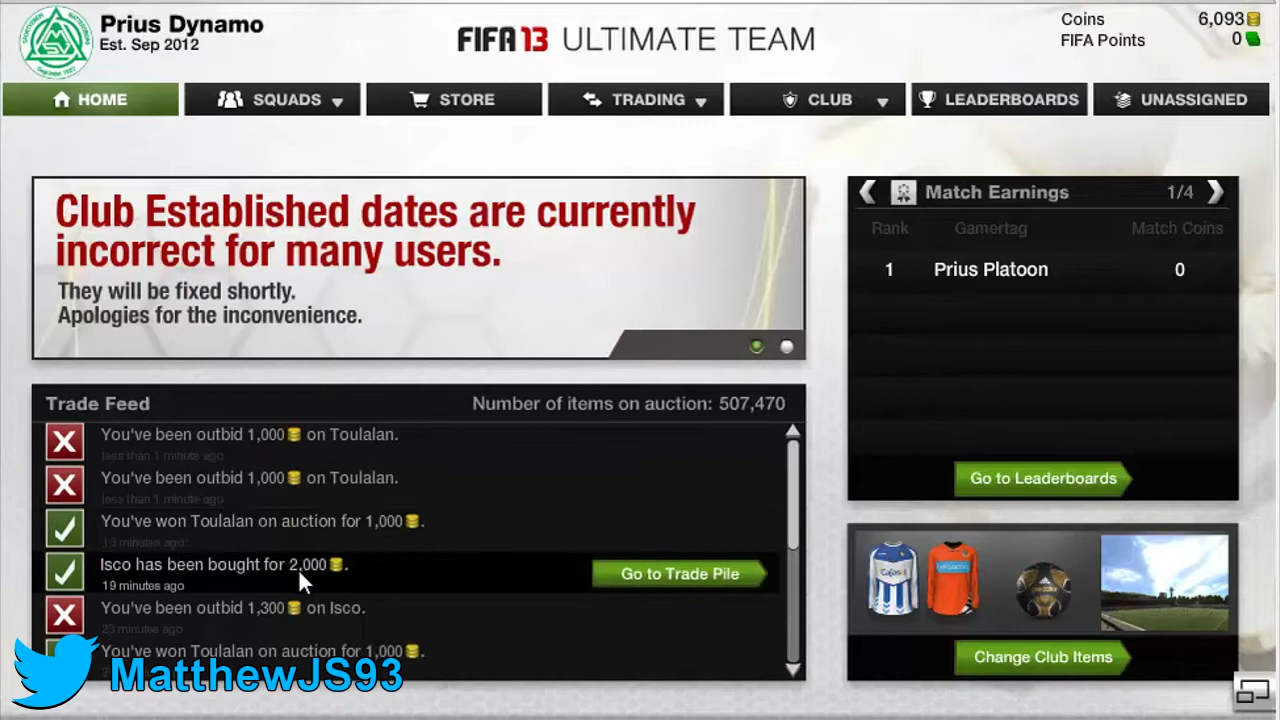 Prius Dynamo
Est. Sep 2012
FIFA 13 ULTIMATE TEAM
Coins 6,093
FIFA Points 0
HOME
SQUADS
STORE
TRADING
CLUB
LEADERBOARDS
UNASSIGNED
Club Established dates are currently
incorrect for many users.
They will be fixed shortly.
Apologies for the inconvenience.
Match Earnings 1/4
Rank Gamertag Match Coins
1 Prius Platoon 0
Go to Leaderboards
Trade Feed Number of items on auction: 507,470
You've been outbid 1,000 on Toulalan.
less than 1 minute ago
You've been outbid 1,000 on Toulalan.
less than 1 minute ago
You've won Toulalan on auction for 1,000.
minutes ago
Isco has been bought for 2,000.
19 minutes ago
Go to Trade Pile
You've been outbid 1,300 on Isco.
23 minutes ago
You've won Toulalan on auction for 1,000.
Change Club Items
MatthewJS93